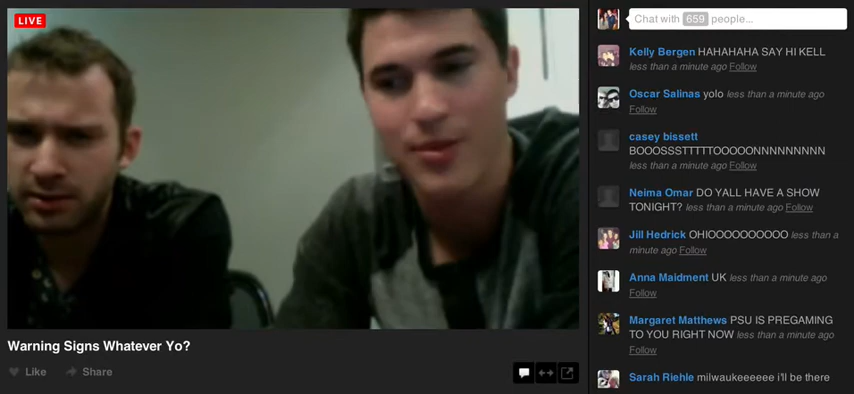 LIVE
Warning Signs Whatever Yo?
Like Share
Chat with 659 people...
Kelly Bergen HAHAHAHA SAY HI KELL
less than a minute ago Follow
Oscar Salinas yolo less than a minute ago
Follow
casey bissett
BOOOSSSTTTTTOOOOONNNNNNNNN
less than a minute ago Follow
Neima Omar DO YALL HAVE A SHOW
TONIGHT? less than a minute ago Follow
Jill Hedrick OHIOOOOOOOOOO less than a
minute ago Follow
Anna Maidment UK less than a minute ago
Follow
Margaret Matthews PSU IS PREGAMING
TO YOU RIGHT NOW less than a minute ago
Follow
Sarah Riehle milwaukeeeeee i'll be there